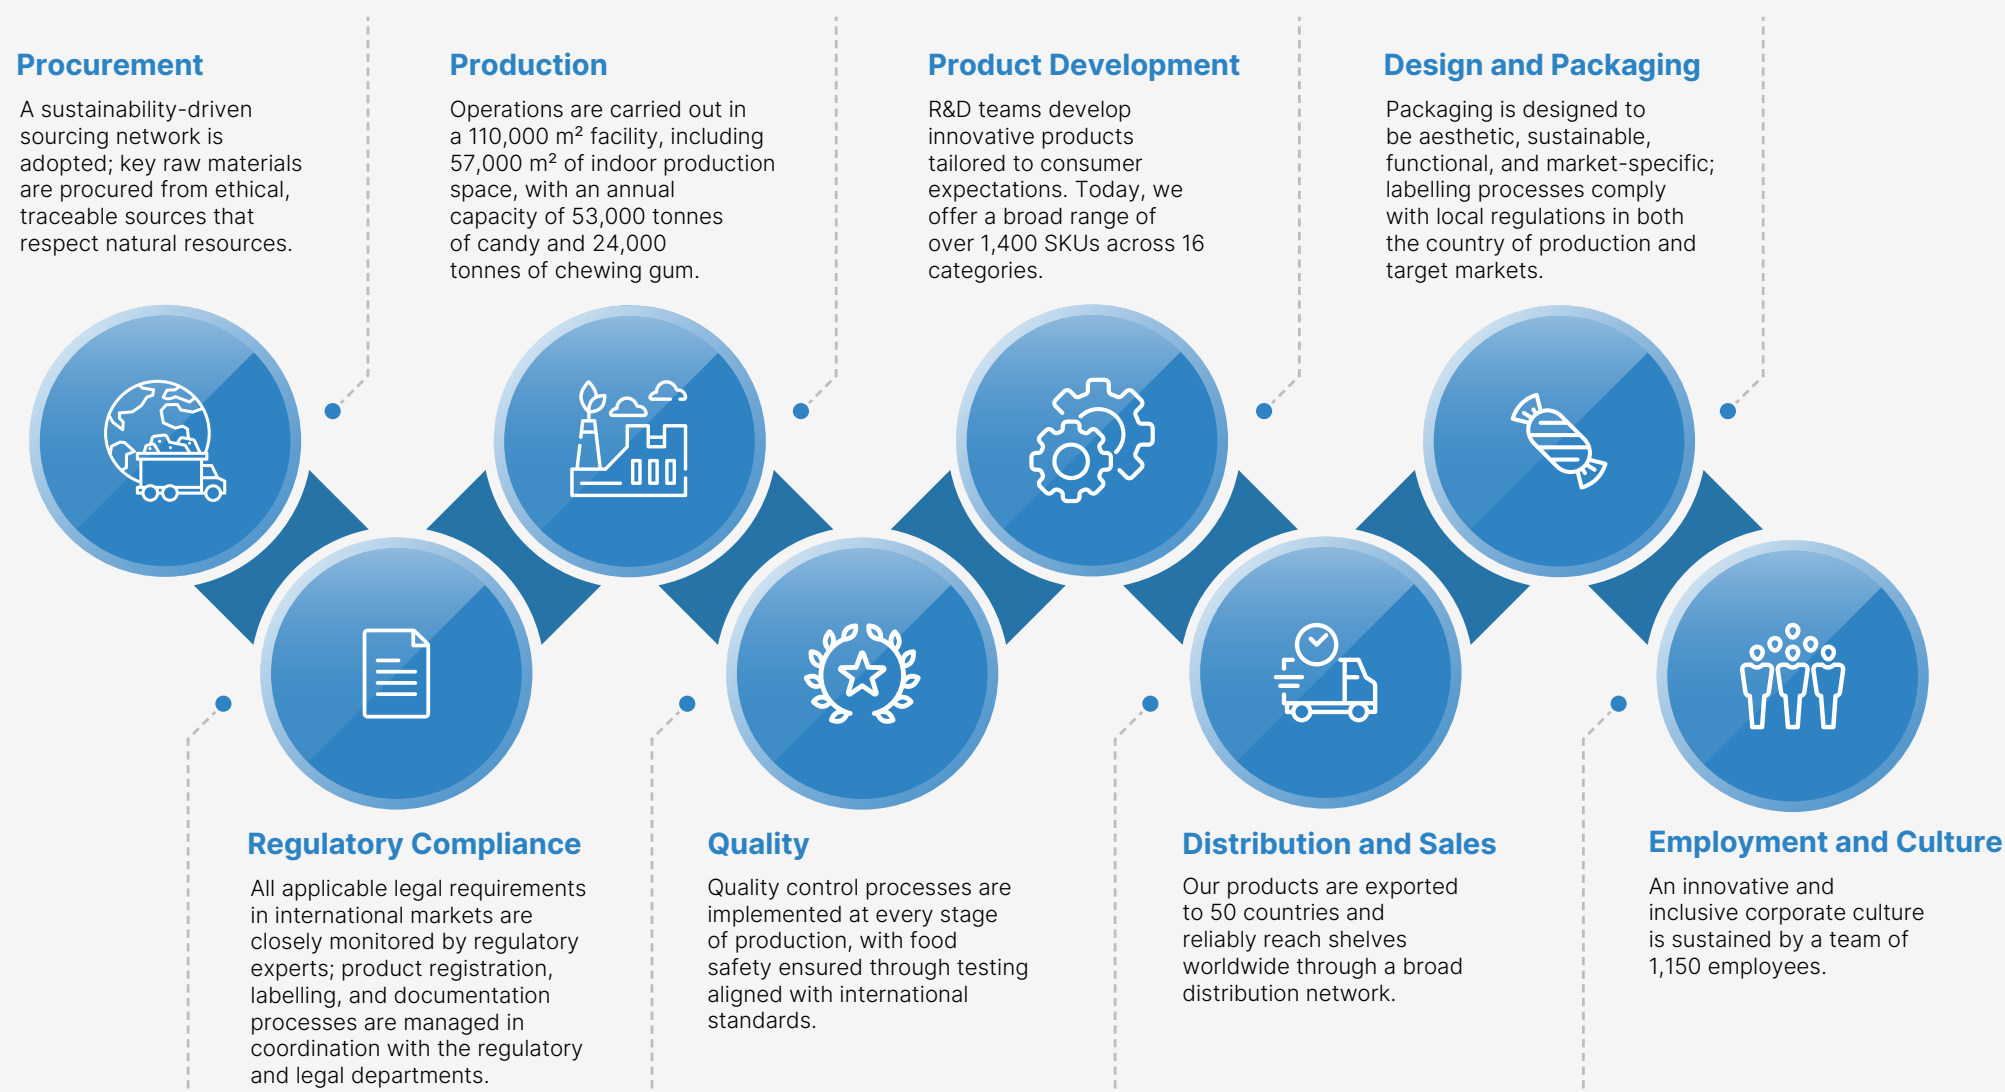 Procurement
A sustainability-driven
sourcing network is
adopted; key raw materials
are procured from ethical,
traceable sources that
respect natural resources.
Production
Operations are carried out in
a 110,000 m² facility, including
57,000 m² of indoor production
space, with an annual
capacity of 53,000 tonnes
of candy and 24,000
tonnes of chewing gum.
Product Development
R&D teams develop
innovative products
tailored to consumer
expectations. Today, we
offer a broad range of
over 1,400 SKUs across 16
categories.
Design and Packaging
Packaging is designed to
be aesthetic, sustainable,
functional, and market-specific;
labelling processes comply
with local regulations in both
the country of production and
target markets.
Regulatory Compliance
All applicable legal requirements
in international markets are
closely monitored by regulatory
experts; product registration,
labelling, and documentation
processes are managed in
coordination with the regulatory
and legal departments.
Quality
Quality control processes are
implemented at every stage
of production, with food
safety ensured through testing
aligned with international
standards.
Distribution and Sales
Our products are exported
to 50 countries and
reliably reach shelves
worldwide through a broad
distribution network.
Employment and Culture
An innovative and
inclusive corporate culture
is sustained by a team of
1,150 employees.